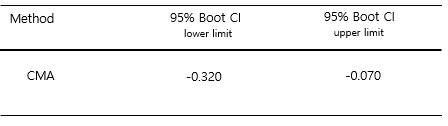 Method 95% Boot CI 95% Boot CI
lower limit upper limit
CMA -0.320 -0.070